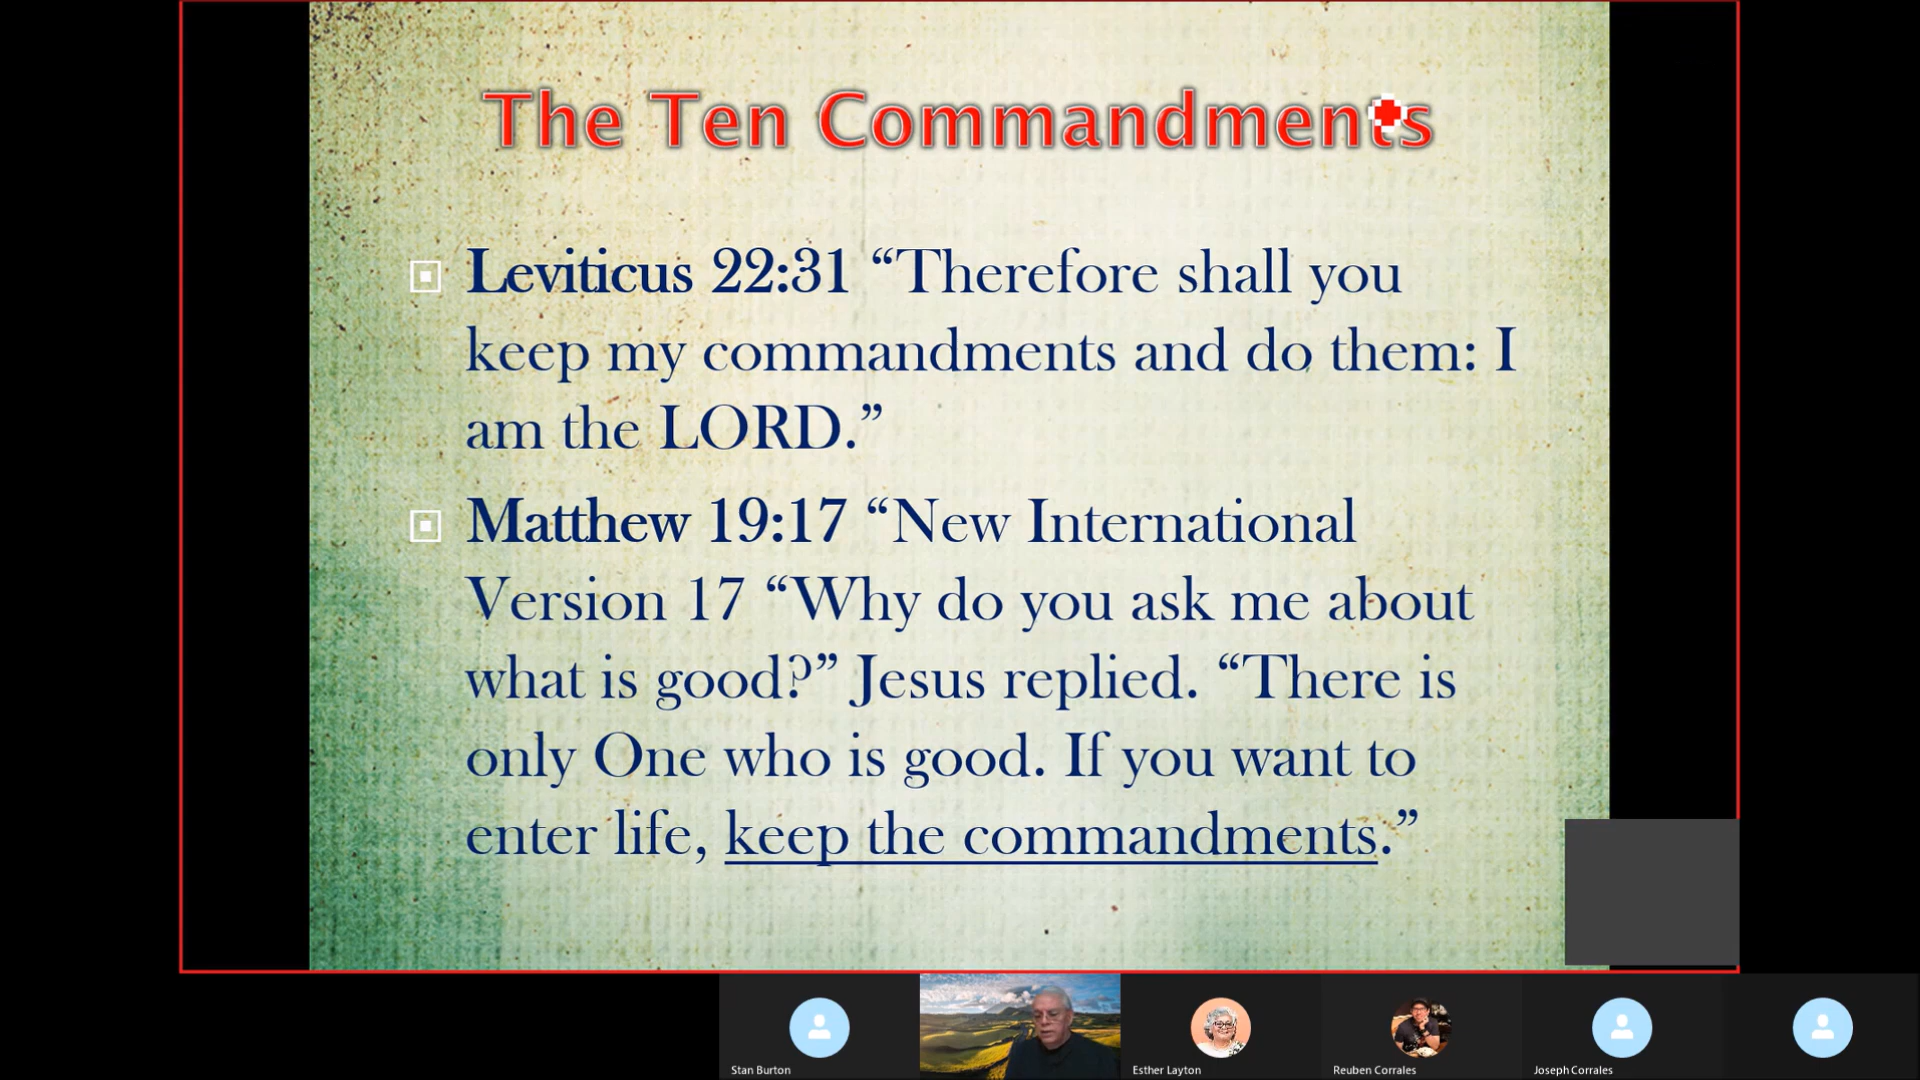 The Ten Commandments
Leviticus 22:31 “Therefore shall you
keep my commandments and do them: I
am the LORD.”
Matthew 19:17 “New International
Version 17 “Why do you ask me about
what is good?” Jesus replied. “There is
only One who is good. If you want to
enter life, keep the commandments.”
Stan Burton
Esther Layton
Reuben Corrales
Joseph Corrales